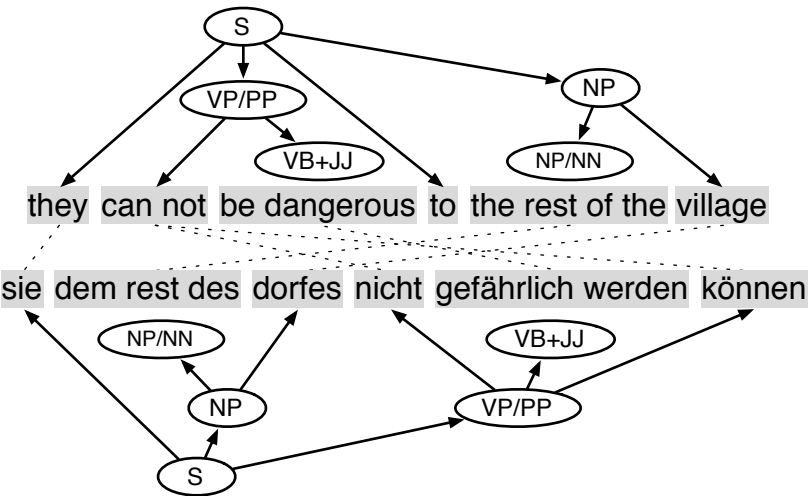 S
VP/PP NP
VB+JJ NP/NN
they can not be dangerous to the rest of the village
sie dem rest des dorfes nicht gefährlich werden können
NP/NN VB+JJ
NP VP/PP
S